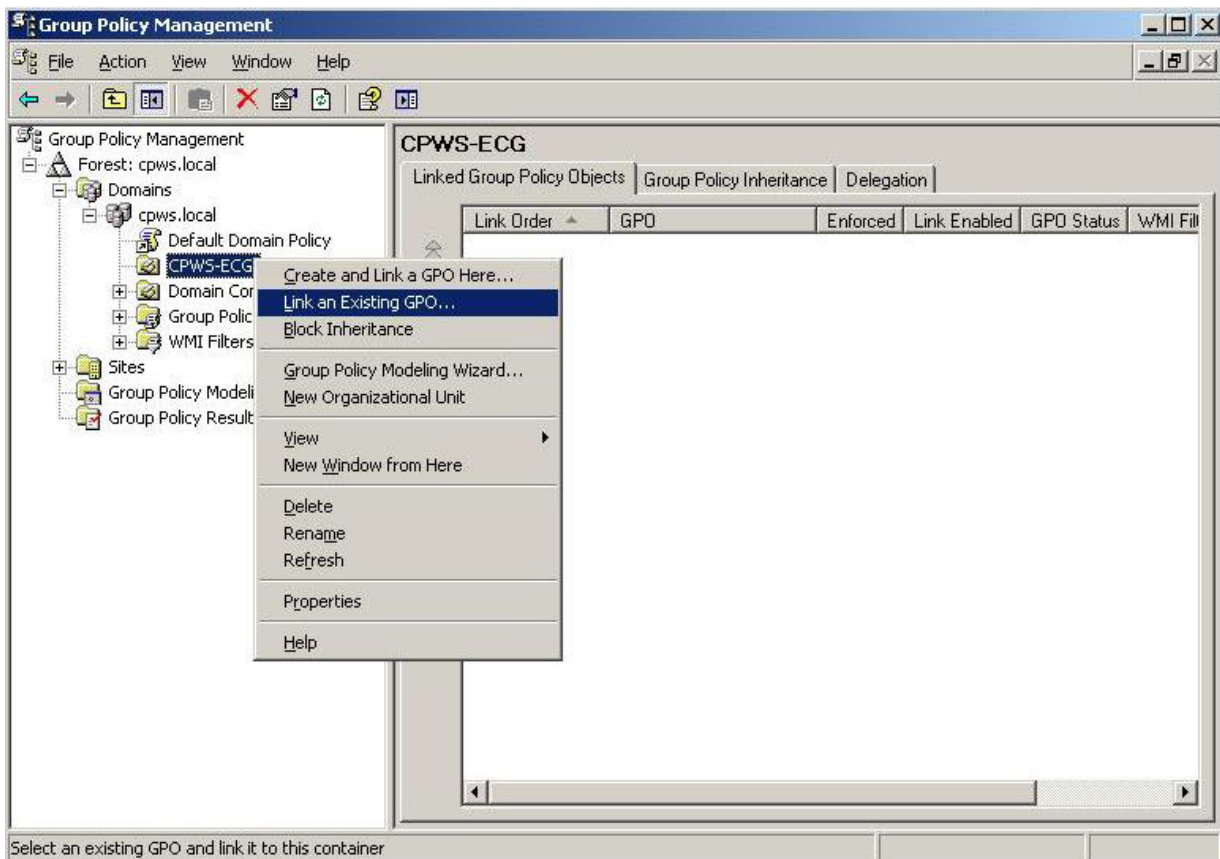 Group Policy Management
File Action View Window Help
Group Policy Management
Forest: cpws.local
Domains
cpws.local
Default Domain Policy
CPWS-ECG
Domain Cor
Group Polic
WMI Filters
Sites
Group Policy Modeli
Group Policy Result
Create and Link a GPO Here...
Link an Existing GPO...
Block Inheritance
Group Policy Modeling Wizard...
New Organizational Unit
View
New Window from Here
Delete
Rename
Refresh
Properties
Help
CPWS-ECG
Linked Group Policy Objects Group Policy Inheritance Delegation
Link Order GPO Enforced Link Enabled GPO Status WMI Filt
Select an existing GPO and link it to this container